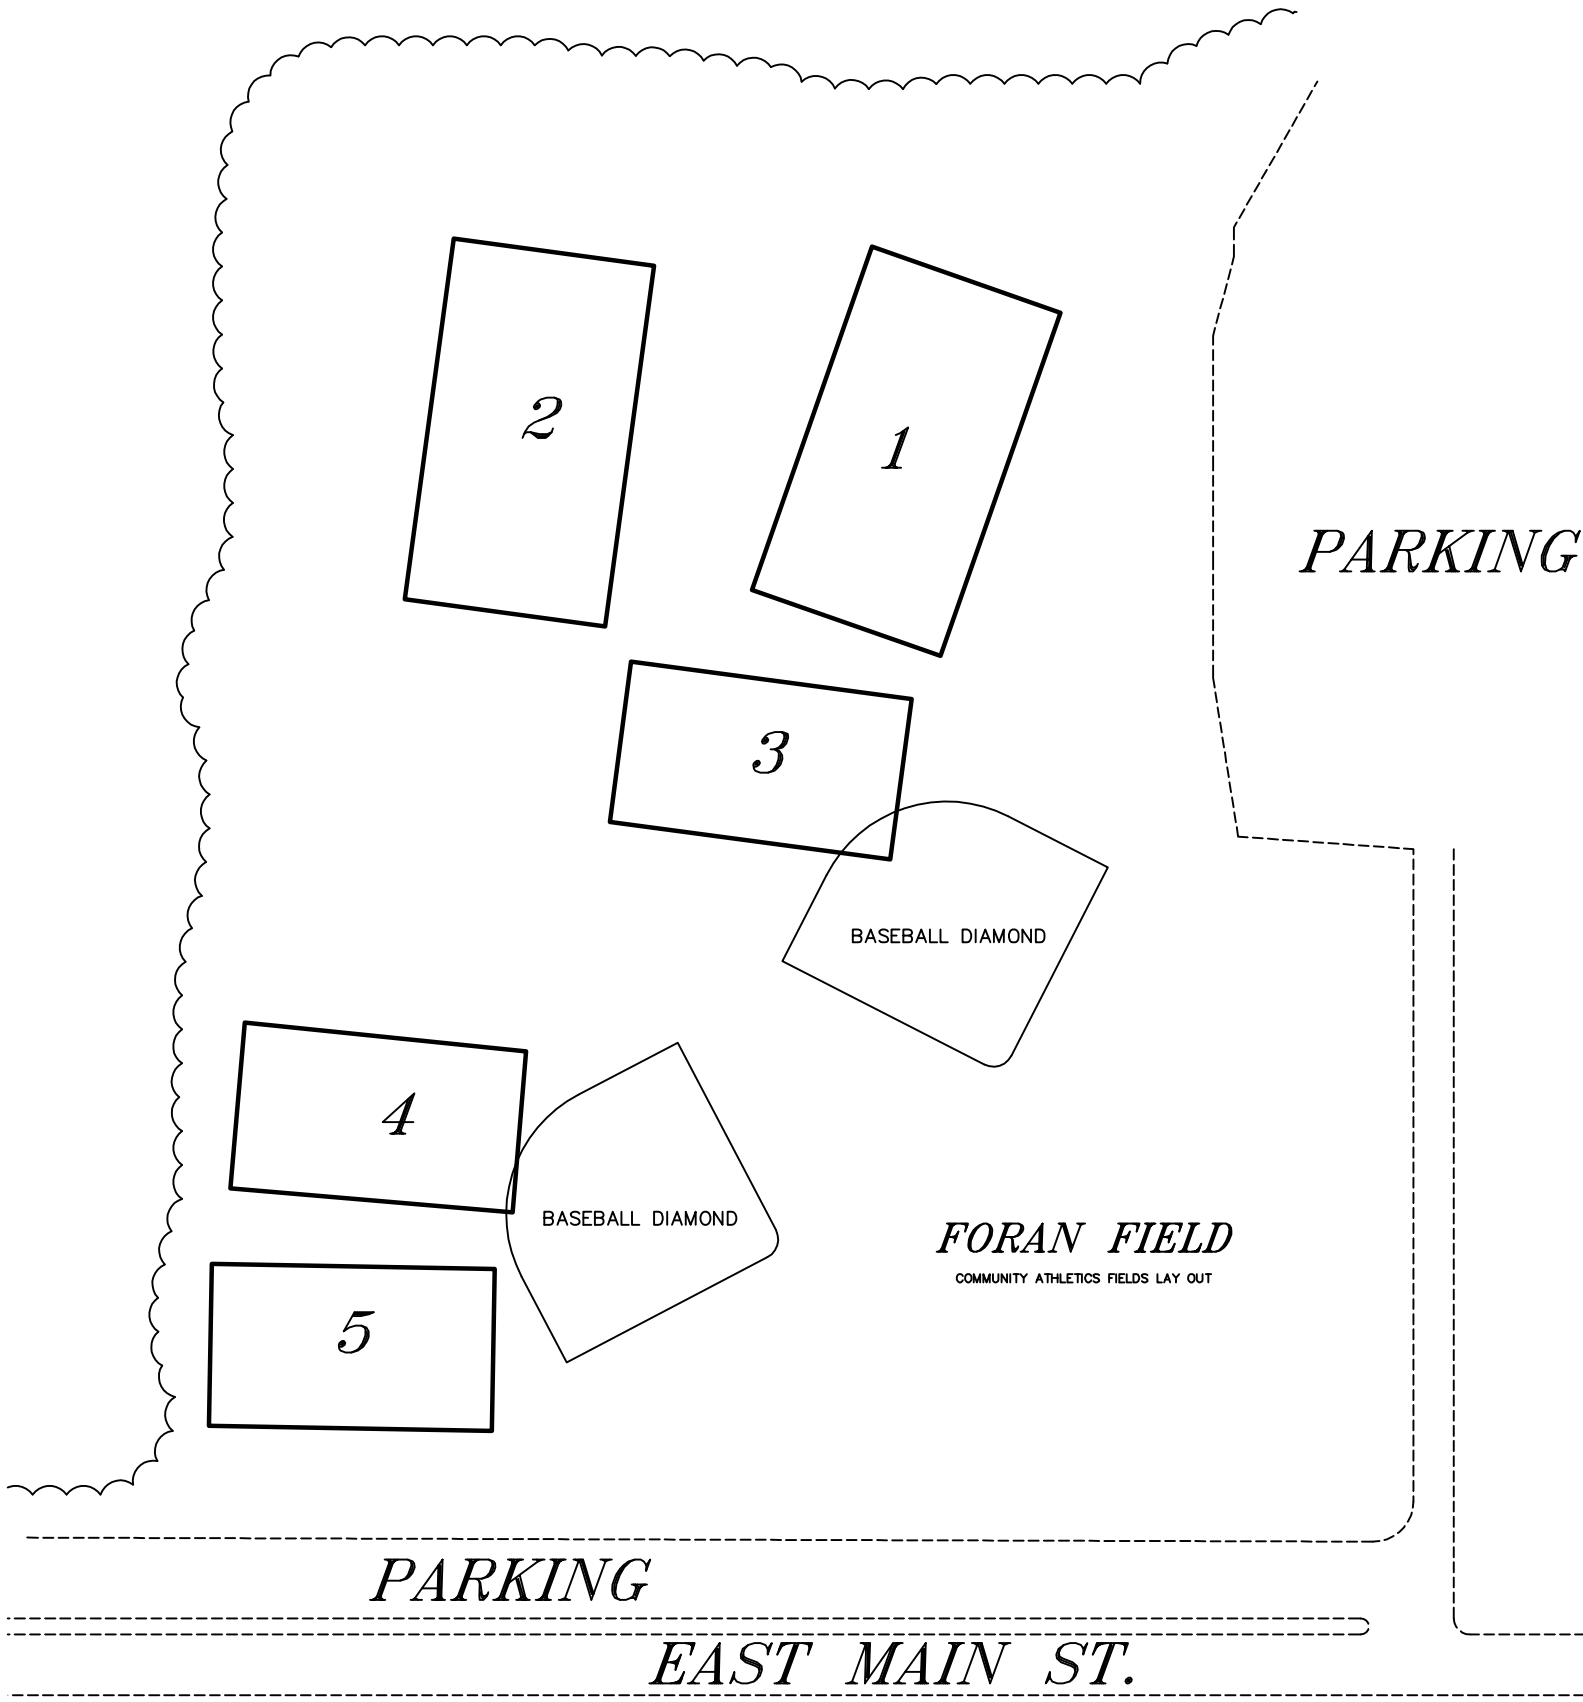 2
1
PARKING
3
BASEBALL DIAMOND
4
BASEBALL DIAMOND
FORAN FIELD
COMMUNITY ATHLETICS FIELDS LAY OUT
5
PARKING
EAST MAIN ST.